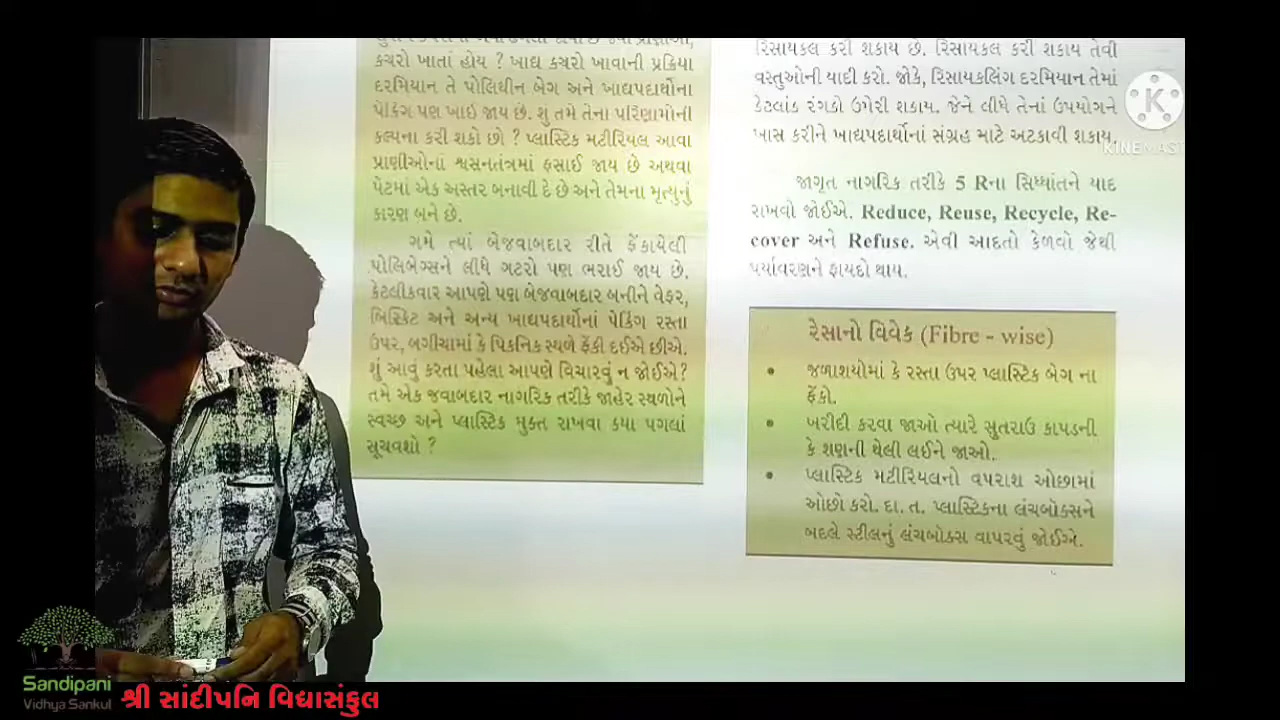 કચરો ખાતાં હોય ? ખાદ્ય કચરો ખાવાની પ્રક્રિયા
દરમિયાન તે પોલિથીન બેગ અને ખાદ્યપદાર્થોના
પેકિંગ પણ ખાઈ જાય છે. શું તમે તેના પરિણામોની
કલ્પના કરી શકો છો ? પ્લાસ્ટિક મટીરિયલ આવા
પ્રાણીઓનાં શ્વસનતંત્રમાં ફસાઈ જાય છે અથવા
પેટમાં એક અસ્તર બનાવી દે છે અને તેમના મૃત્યુનું
કારણ બને છે.
ગમે ત્યાં બેજવાબદાર રીતે ફેંકાયેલી
પોલિબેગ્સને લીધે ગટરો પણ ભરાઈ જાય છે.
કેટલીકવાર આપણે પણ બેજવાબદાર બનીને વેફર,
બિસ્કિટ અને અન્ય ખાદ્યપદાર્થોનાં પેકિંગ રસ્તા
ઉપર, બગીચામાં કે પિકનિક સ્થળે ફેંકી દઈએ છીએ.
શું આવું કરતા પહેલા આપણે વિચારવું ન જોઈએ?
તમે એક જવાબદાર નાગરિક તરીકે જાહેર સ્થળોને
સ્વચ્છ અને પ્લાસ્ટિક મુક્ત રાખવા કયા પગલાં
સૂચવશો ?
રિસાયકલ કરી શકાય છે. રિસાયકલ કરી શકાય તેવી
વસ્તુઓની યાદી કરો. જોકે, રિસાયકલિંગ દરમિયાન તેમાં
કેટલાંક રંગકો ઉમેરી શકાય. જેને લીધે તેનાં ઉપયોગને
ખાસ કરીને ખાદ્યપદાર્થોનાં સંગ્રહ માટે અટકાવી શકાય.
જાગૃત નાગરિક તરીકે 5 Rના સિધ્ધાંતને યાદ
રાખવો જોઈએ. Reduce, Reuse, Recycle, Re-
cover અને Refuse. એવી આદતો કેળવો જેથી
પર્યાવરણને ફાયદો થાય.
રેસાનો વિવેક (Fibre - wise)
• જળાશયોમાં કે રસ્તા ઉપર પ્લાસ્ટિક બેગ ના
ફેંકો.
• ખરીદી કરવા જાઓ ત્યારે સુતરાઉ કાપડની
કે શણની થેલી લઈને જાઓ.
• પ્લાસ્ટિક મટીરિયલનો વપરાશ ઓછામાં
ઓછો કરો. દા. ત. પ્લાસ્ટિકના લંચબૉક્સને
બદલે સ્ટીલનું લંચબૉક્સ વાપરવું જોઈએ.
K
KINEMAST
Sandipani
Vidhya Sankul
શ્રી સાંદીપનિ વિદ્યાસંકુલ